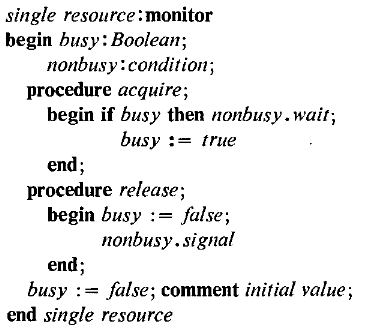 single resource:monitor
begin busy:Boolean;
nonbusy:condition;
procedure acquire;
begin if busy then nonbusy.wait;
busy := true
end;
procedure release;
begin busy := false;
nonbusy.signal
end;
busy := false; comment initial value;
end single resource